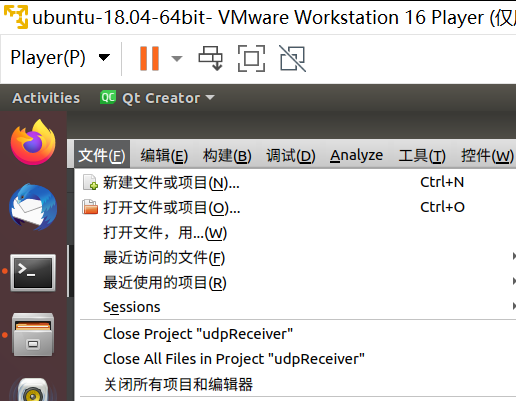 ubuntu-18.04-64bit- VMware Workstation 16 Player (仅
Player(P)
Activities QC Qt Creator
文件(F) 编辑(E) 构建(B) 调试(D) Analyze 工具(T) 控件(W)
新建文件或项目(N)... Ctrl+N
打开文件或项目(O)... Ctrl+O
打开文件，用...(W)
最近访问的文件(F)
最近使用的项目(R)
Sessions
Close Project "udpReceiver"
Close All Files in Project "udpReceiver"
关闭所有项目和编辑器